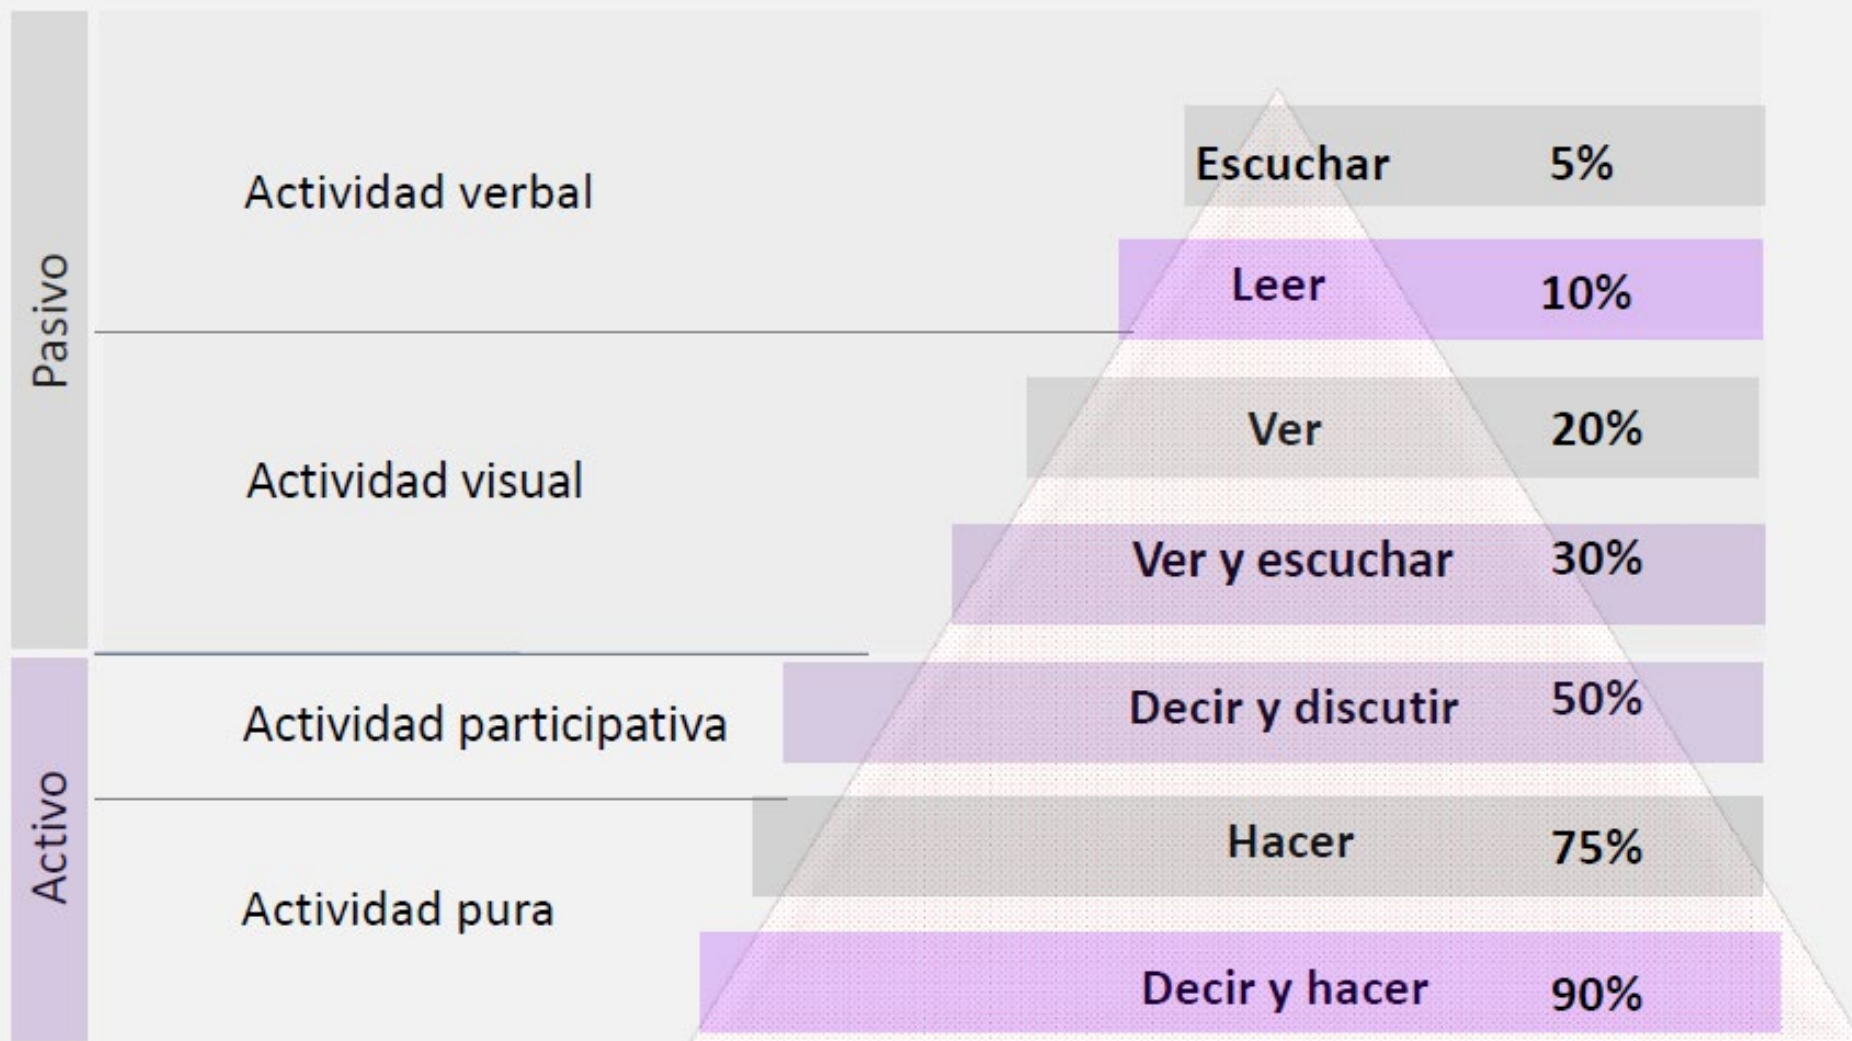 Pasivo
Actividad verbal
Escuchar 5%
Leer 10%
Actividad visual
Ver 20%
Ver y escuchar 30%
Activo
Actividad participativa
Decir y discutir 50%
Actividad pura
Hacer 75%
Decir y hacer 90%